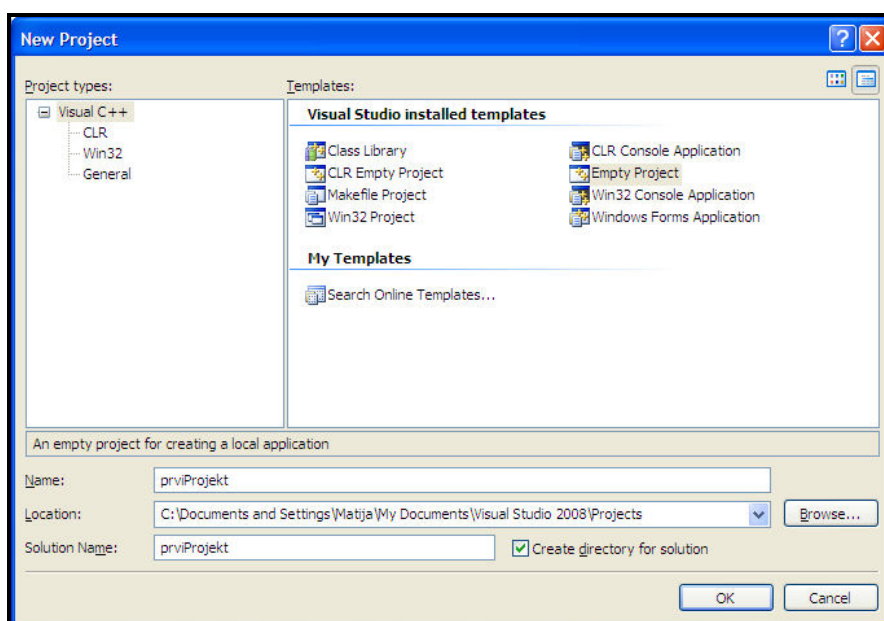 New Project
Project types:
Templates:
Visual C++
CLR
Win32
General
Visual Studio installed templates
Class Library
CLR Console Application
CLR Empty Project
Empty Project
Makefile Project
Win32 Console Application
Win32 Project
Windows Forms Application
My Templates
Search Online Templates...
An empty project for creating a local application
Name:
prviProjekt
Location:
C:\Documents and Settings\Matija\My Documents\Visual Studio 2008\Projects
Browse...
Solution Name:
prviProjekt
Create directory for solution
OK
Cancel